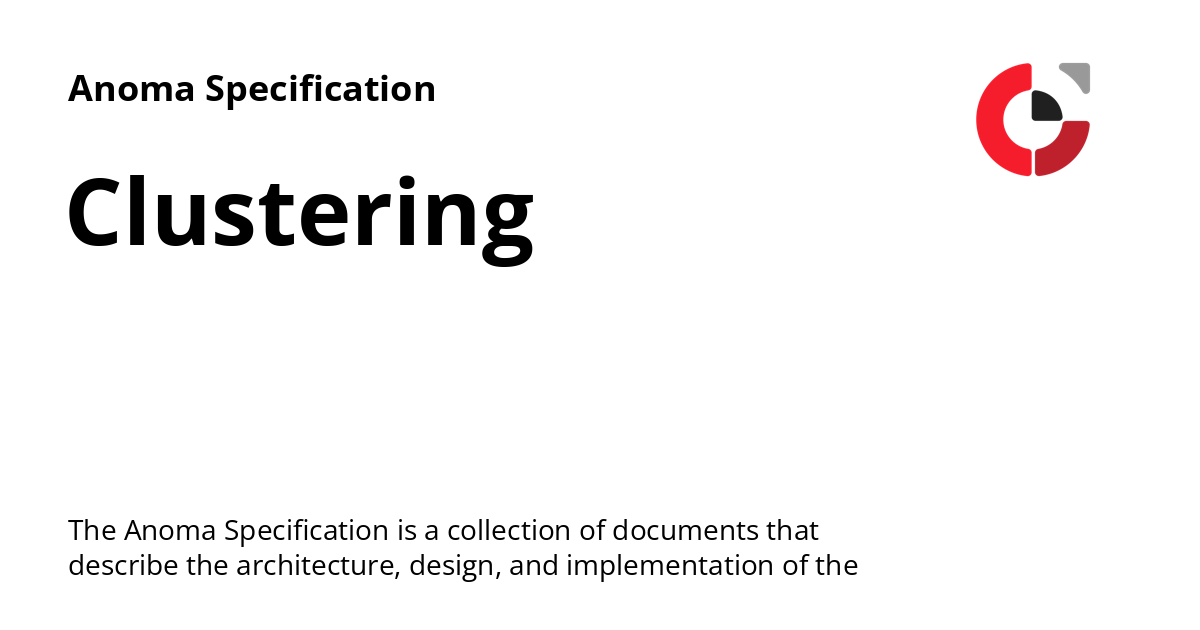 Anoma Specification
Clustering
The Anoma Specification is a collection of documents that
describe the architecture, design, and implementation of the